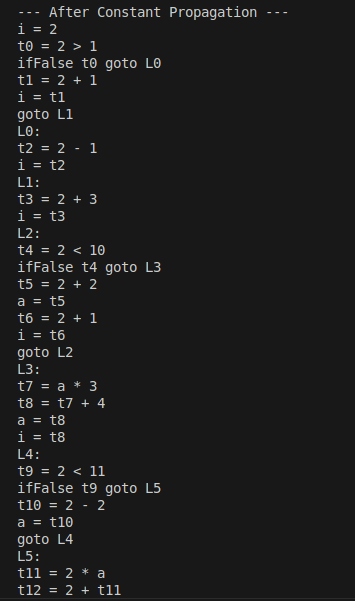 --- After Constant Propagation ---
i = 2
t0 = 2 > 1
ifFalse t0 goto L0
t1 = 2 + 1
i = t1
goto L1
L0:
t2 = 2 - 1
i = t2
L1:
t3 = 2 + 3
i = t3
L2:
t4 = 2 < 10
ifFalse t4 goto L3
t5 = 2 + 2
a = t5
t6 = 2 + 1
i = t6
goto L2
L3:
t7 = a * 3
t8 = t7 + 4
a = t8
i = t8
L4:
t9 = 2 < 11
ifFalse t9 goto L5
t10 = 2 - 2
a = t10
goto L4
L5:
t11 = 2 * a
t12 = 2 + t11